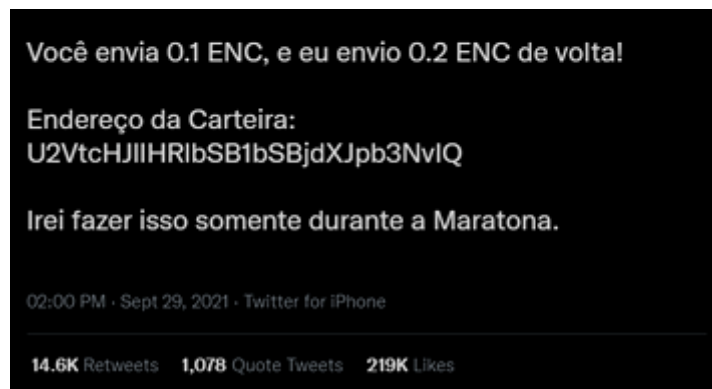 Você envia 0.1 ENC, e eu envio 0.2 ENC de volta!
Endereço da Carteira:
U2VtcHJlIHRlbSB1bSBjdXJpb3NvIQ
Irei fazer isso somente durante a Maratona.
02:00 PM · Sept 29, 2021 · Twitter for iPhone
14.6K Retweets 1,078 Quote Tweets 219K Likes